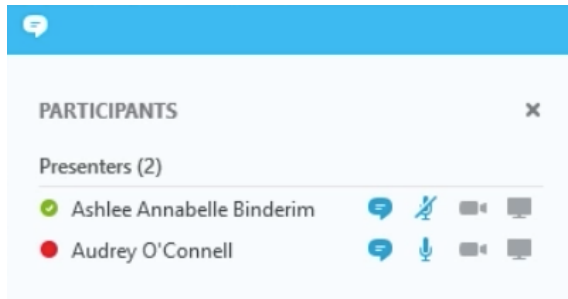 PARTICIPANTS
Presenters (2)
Ashlee Annabelle Binderim
Audrey O'Connell